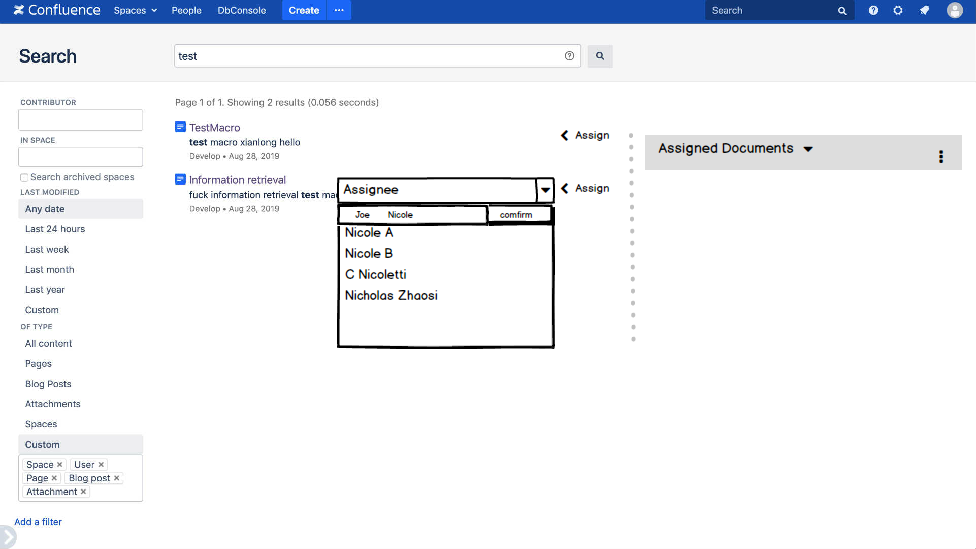 Confluence Spaces People DbConsole Create ··· Search
Search
test
CONTRIBUTOR
IN SPACE
Search archived spaces
LAST MODIFIED
Any date
Last 24 hours
Last week
Last month
Last year
Custom
OF TYPE
All content
Pages
Blog Posts
Attachments
Spaces
Custom
Space × User ×
Page × Blog post ×
Attachment ×
Add a filter
Page 1 of 1. Showing 2 results (0.056 seconds)
TestMacro
test macro xianlong hello
Develop • Aug 28, 2019
Information retrieval
fuck information retrieval test ma
Develop • Aug 28, 2019
Assignee
Joe Nicole comfirm
Nicole A
Nicole B
C Nicoletti
Nicholas Zhaosi
Assign
Assign
Assigned Documents